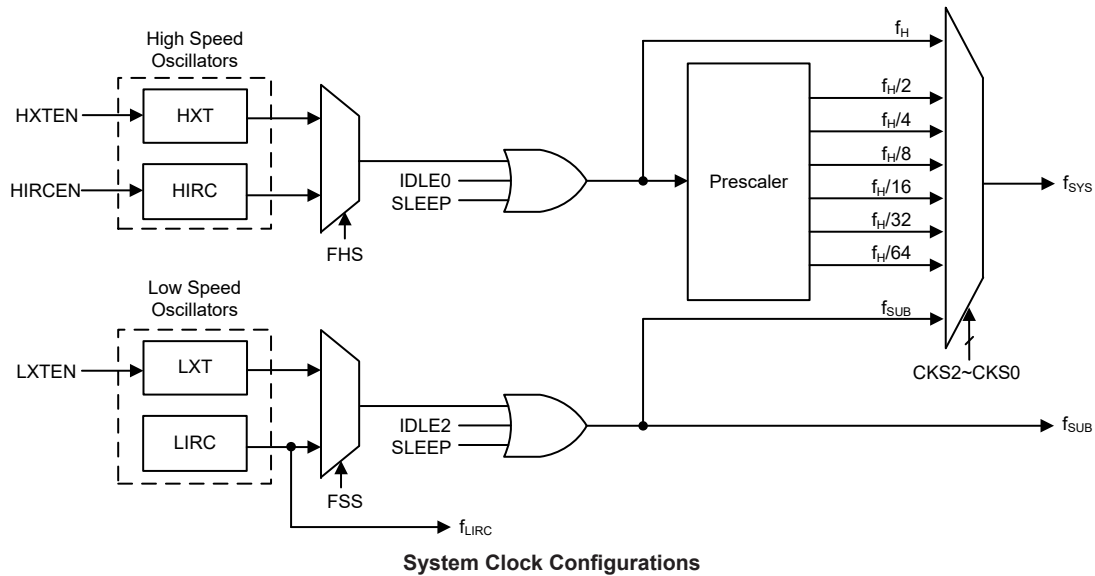 High Speed
Oscillators
HXTEN
HXT
HIRCEN
HIRC
FHS
IDLE0
SLEEP
Prescaler
fH
fH/2
fH/4
fH/8
fH/16
fH/32
fH/64
fSUB
CKS2~CKS0
fSYS
Low Speed
Oscillators
LXTEN
LXT
LIRC
FSS
IDLE2
SLEEP
fSUB
fLIRC
System Clock Configurations